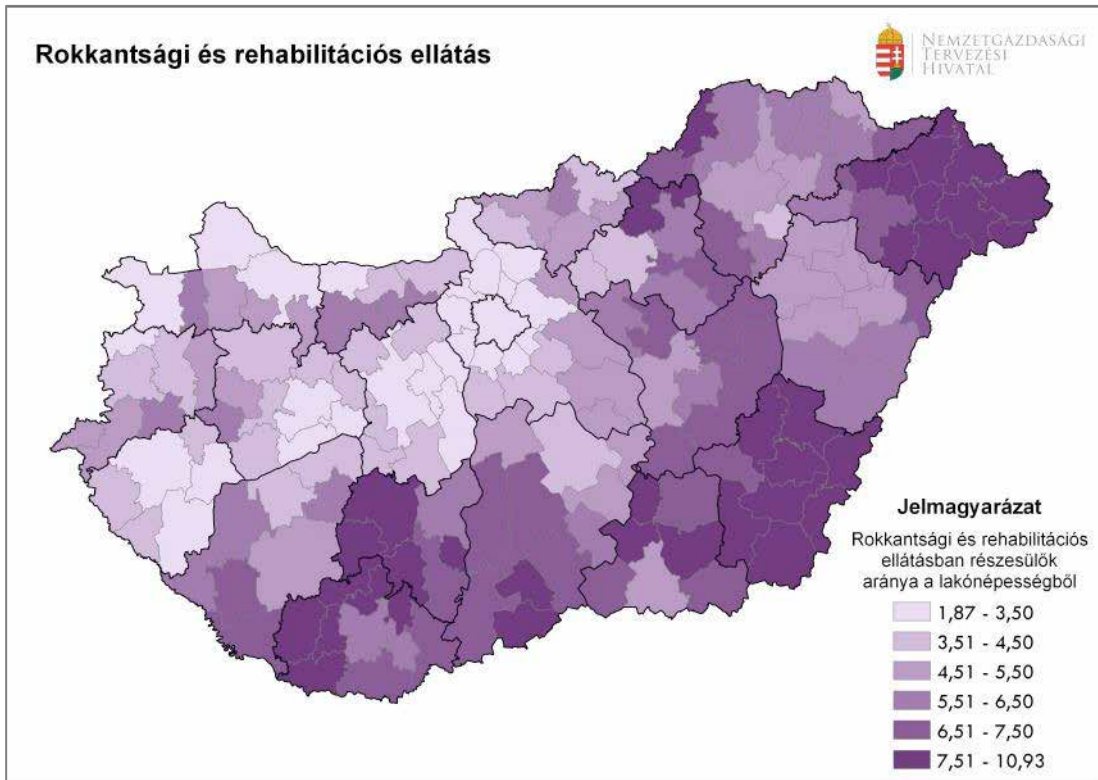 Rokkantsági és rehabilitációs ellátás
NEMZETGAZDASÁGI
TERVEZÉSI
HIVATAL
Jelmagyarázat
Rokkantsági és rehabilitációs
ellátásban részesülők
aránya a lakónépességből
1,87 - 3,50
3,51 - 4,50
4,51 - 5,50
5,51 - 6,50
6,51 - 7,50
7,51 - 10,93